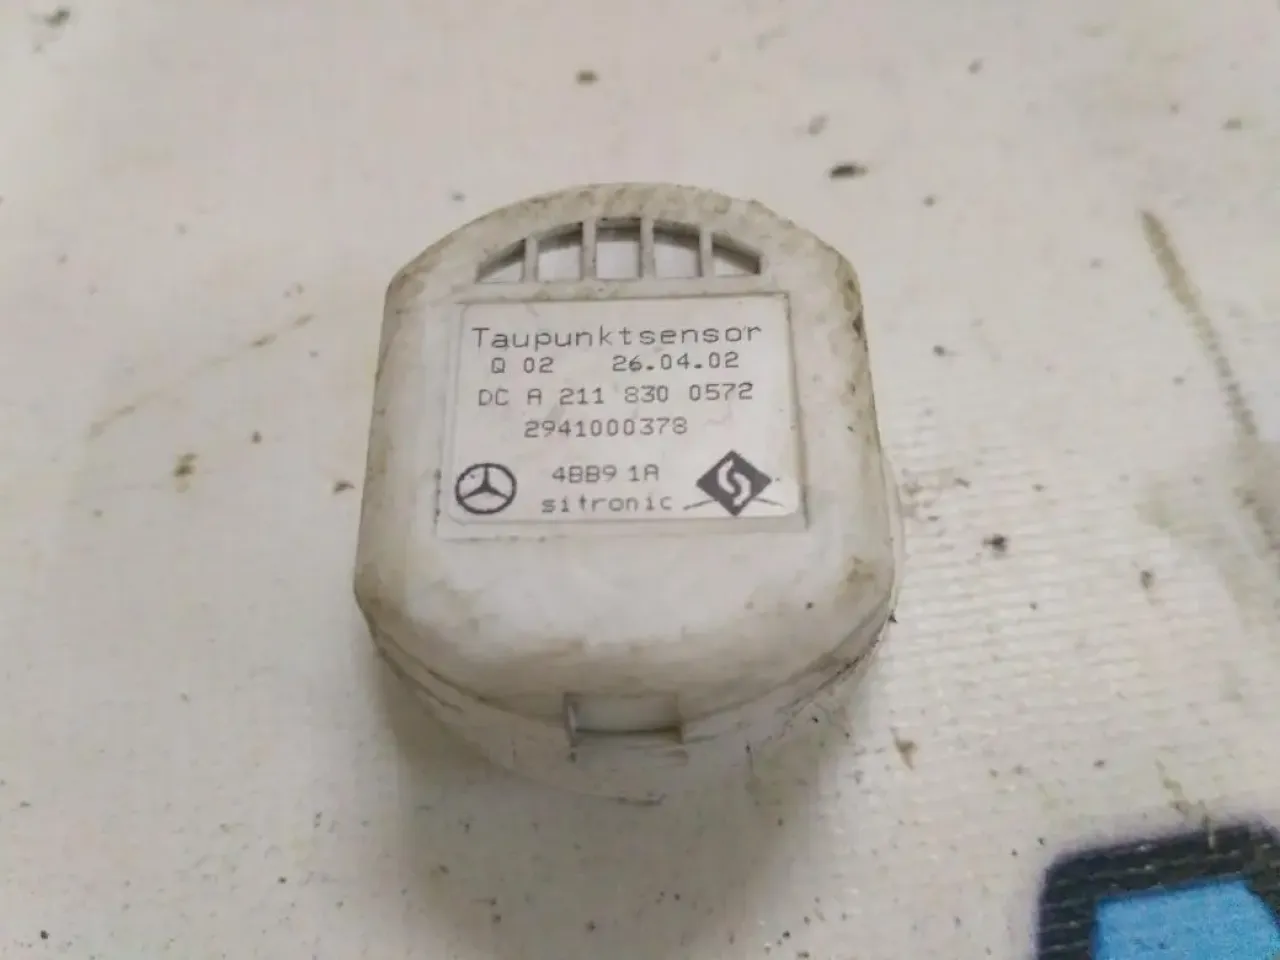 Taupunktsensor
Q 02 26.04.02
DC A 211 830 0572
2941000378
4BB9 1A
sitronic